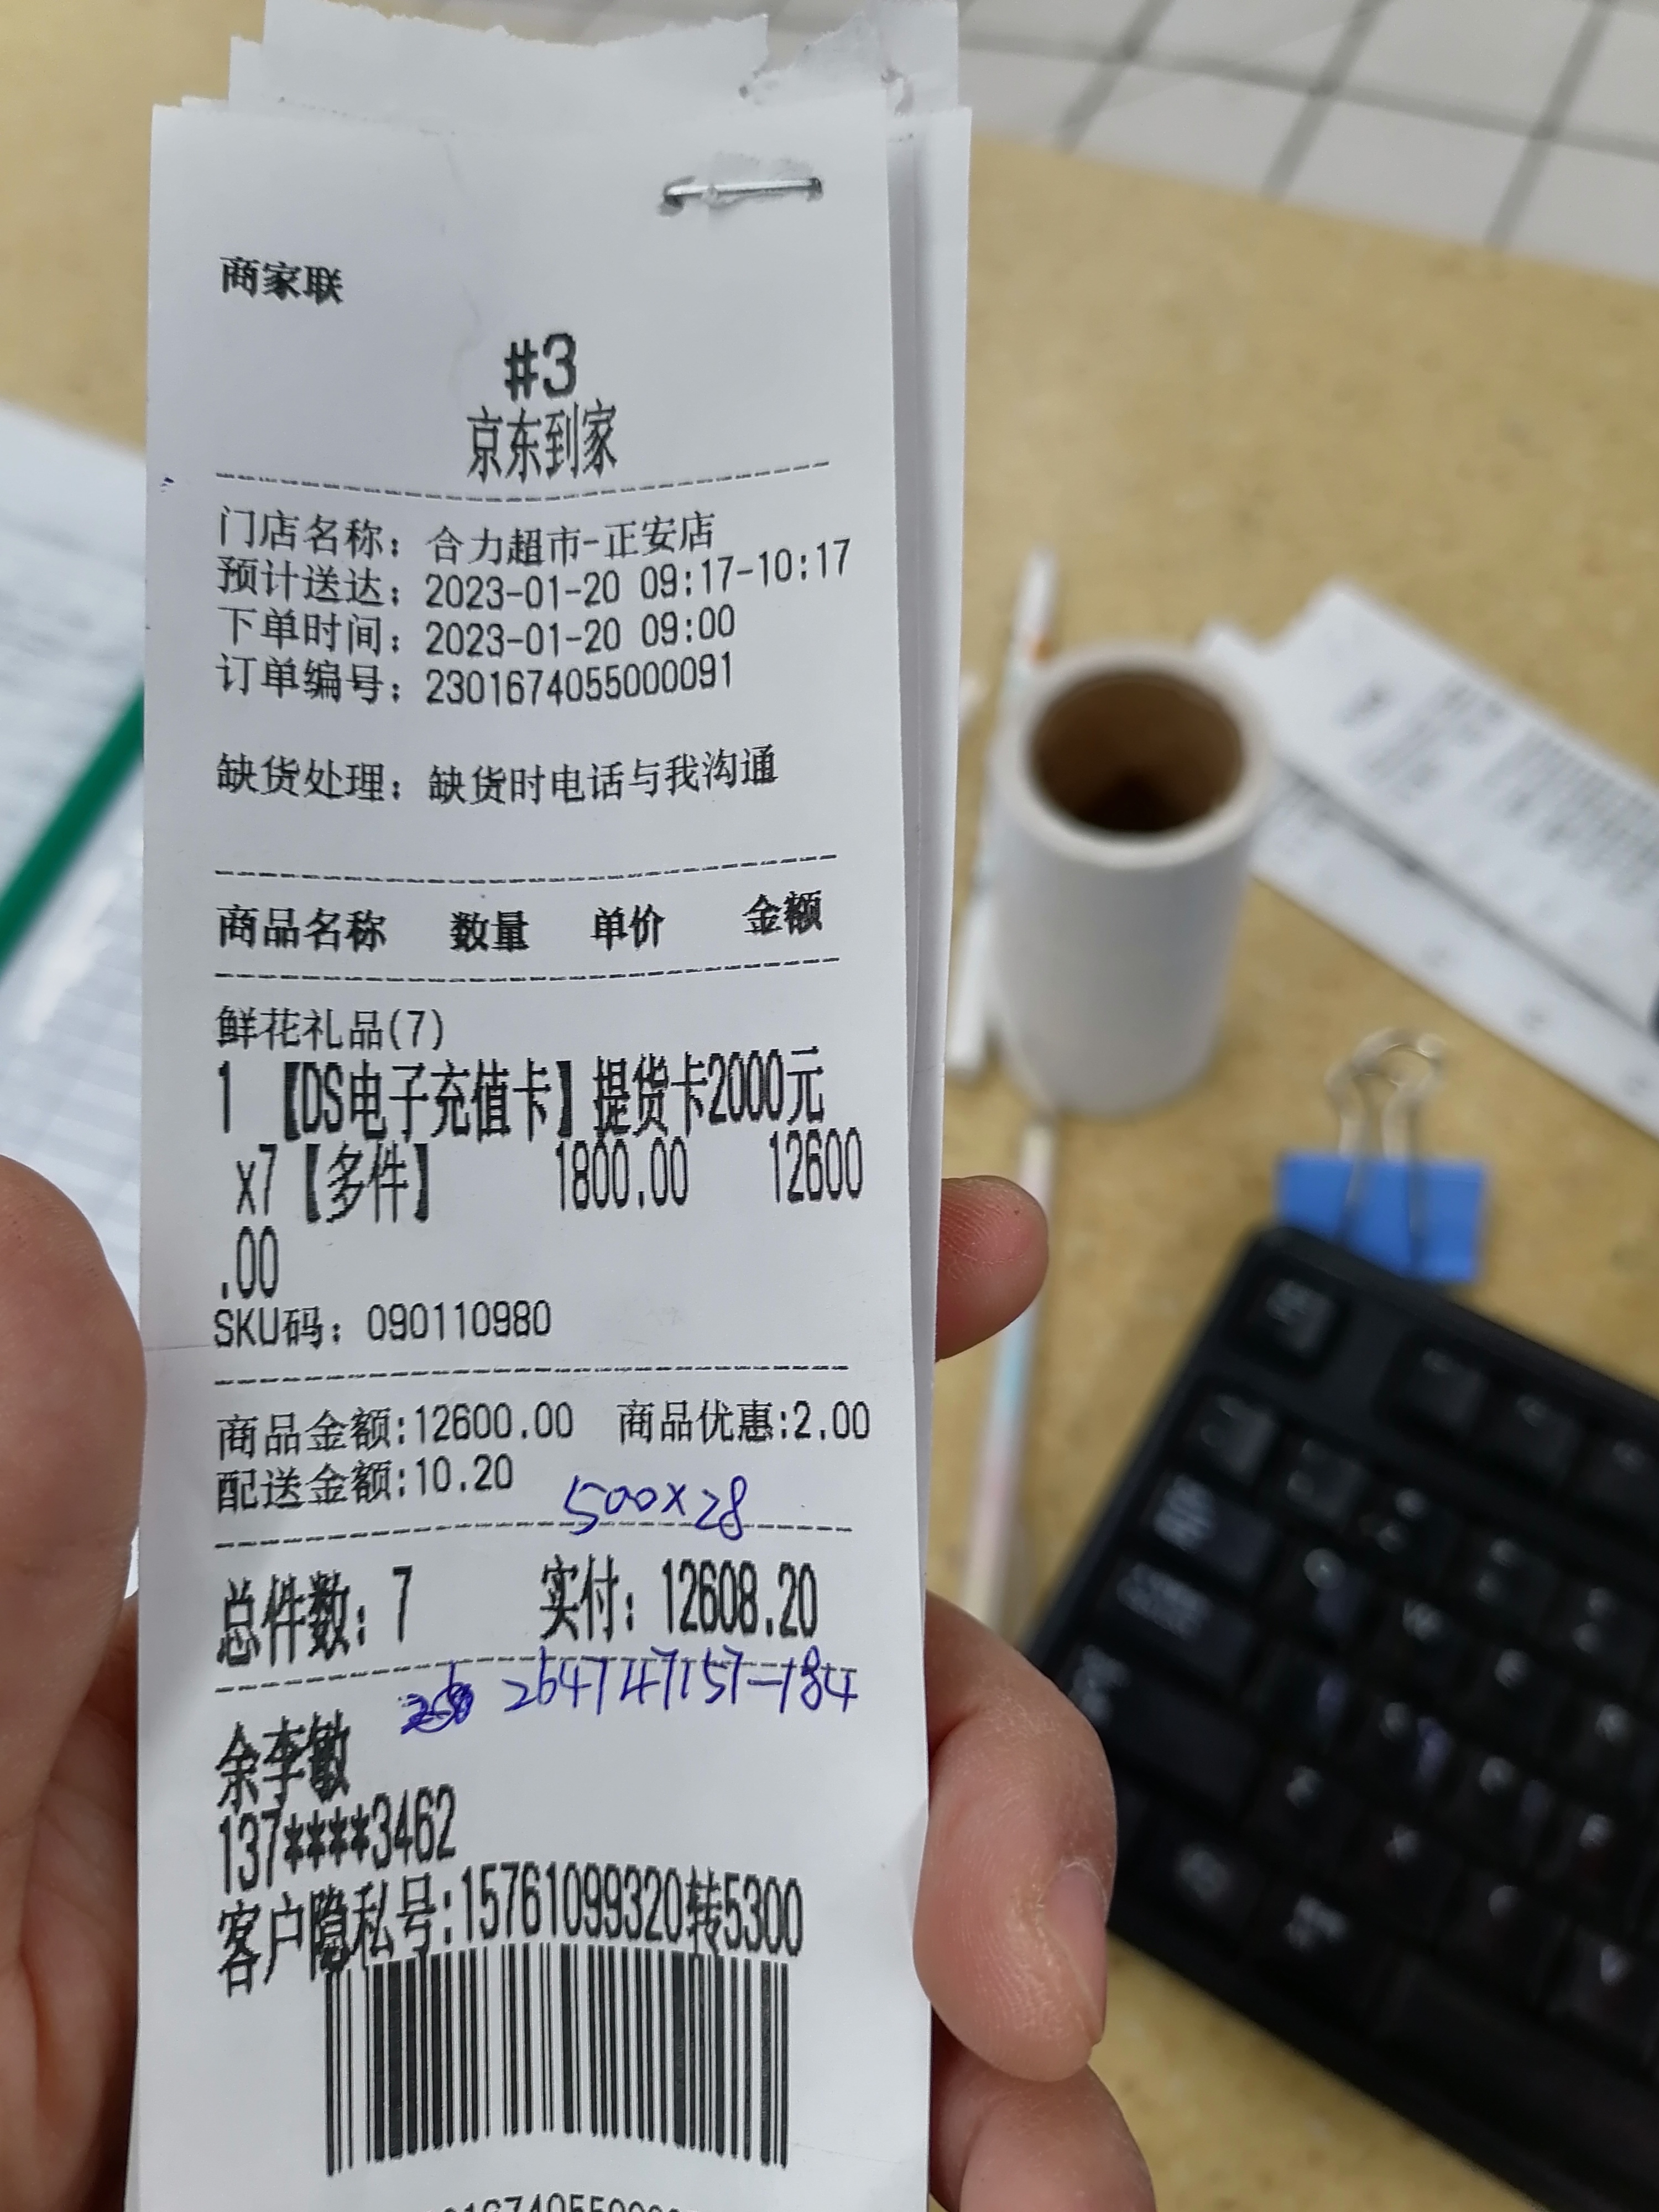 商家联
#3
京东到家
门店名称：合力超市-正安店
预计送达：2023-01-20 09:17-10:17
下单时间：2023-01-20 09:00
订单编号：2301674055000091
缺货处理：缺货时电话与我沟通
商品名称 数量 单价 金额
鲜花礼品(7)
1 【DS电子充值卡】提货卡2000元
x7【多件】 1800.00 12600
.00
SKU码：090110980
商品金额:12600.00 商品优惠:2.00
配送金额:10.20
500×28
总件数：7 实付：12608.20
264747157-184
余李敏
137****3462
客户隐私号:15761099320转5300